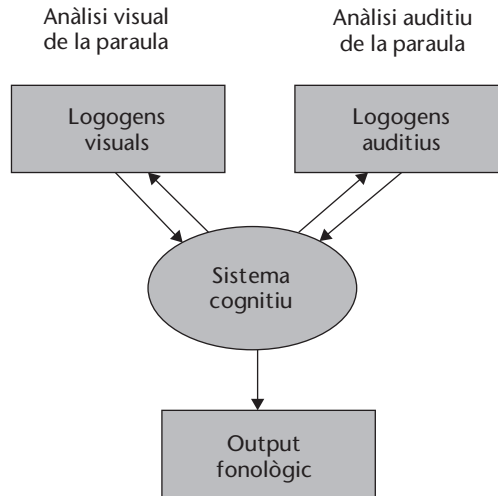 Anàlisi visual
de la paraula
Anàlisi auditiu
de la paraula
Logogens
visuals
Logogens
auditius
Sistema
cognitiu
Output
fonològic